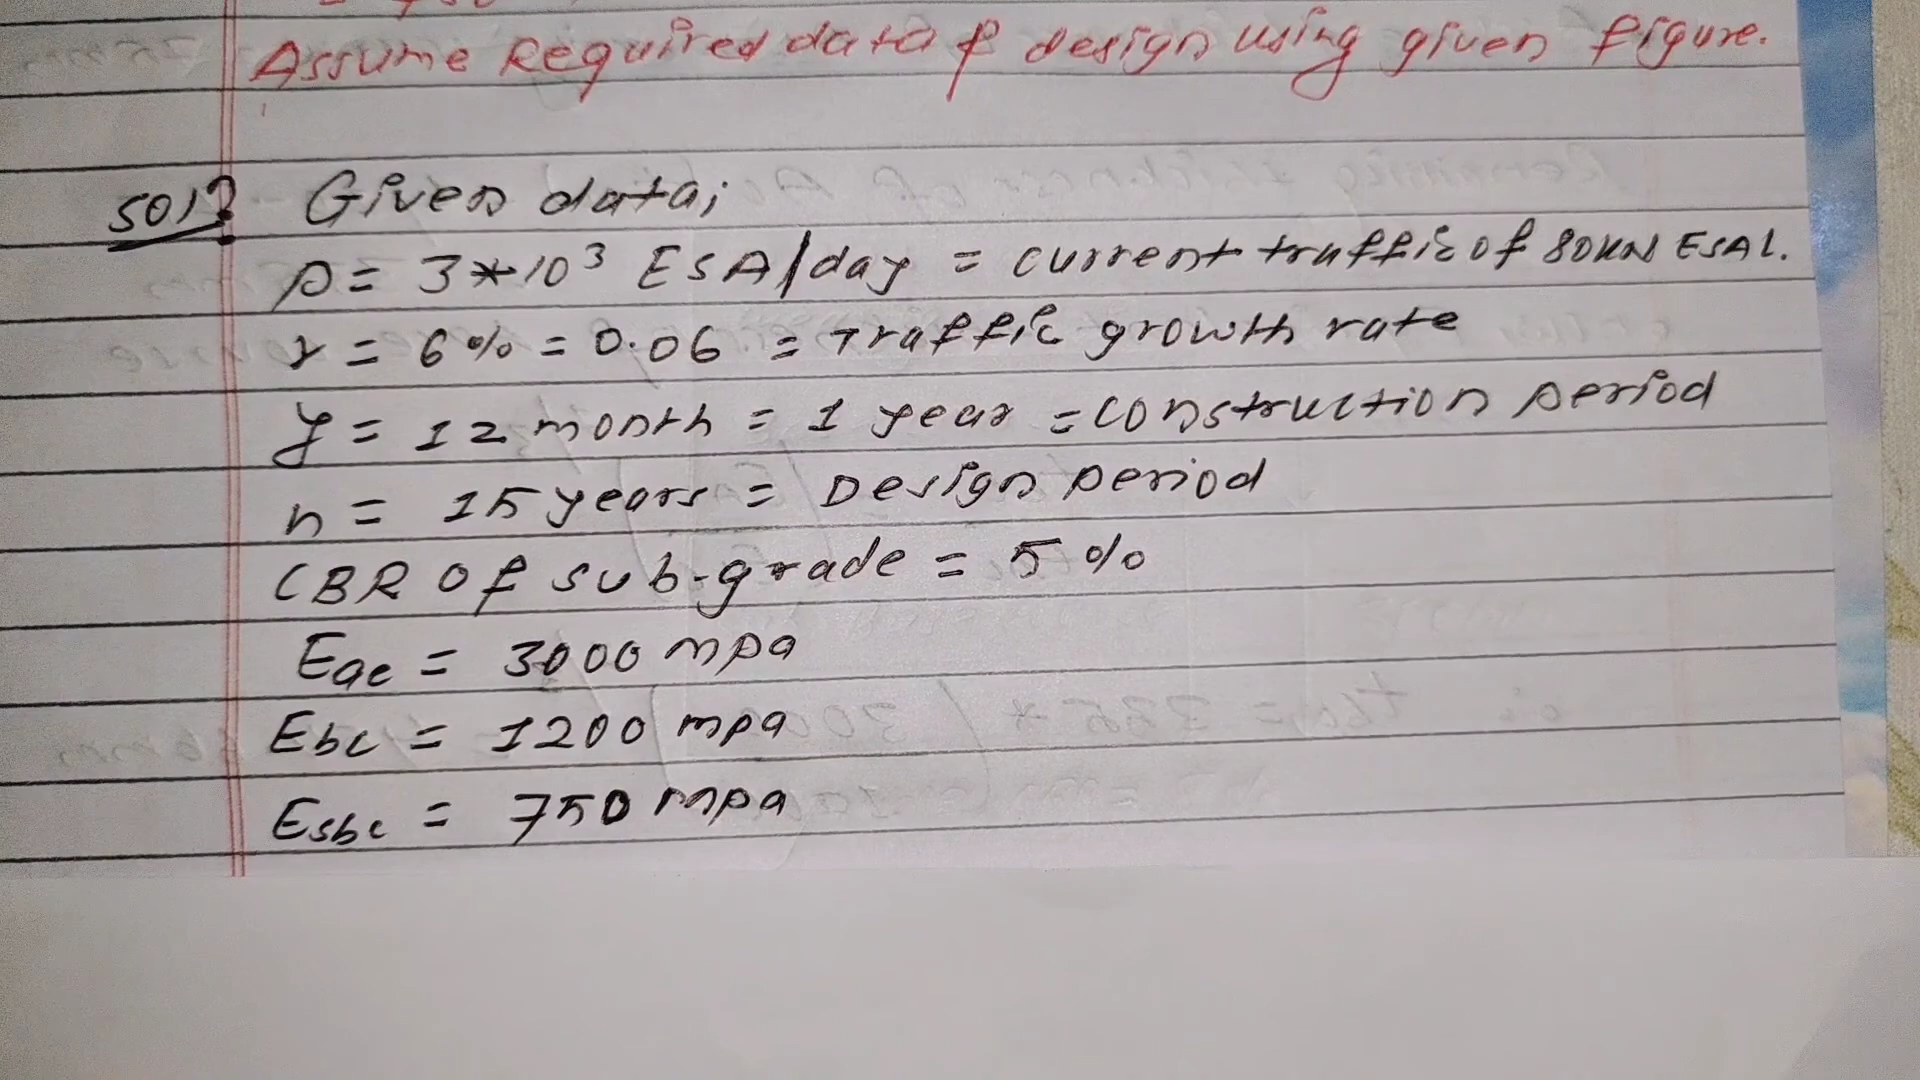 Assume Required data & design using given figure.
Soln: Given data;
P = 3*10³ ESA/day = current traffic of 80KN ESAL.
r = 6% = 0.06 = Traffic growth rate
y = 12 month = 1 year = construction period
n = 15 years = Design period
CBR of sub-grade = 5%
Eac = 3000 mpa
Ebc = 1200 mpa
Esbc = 750 mpa